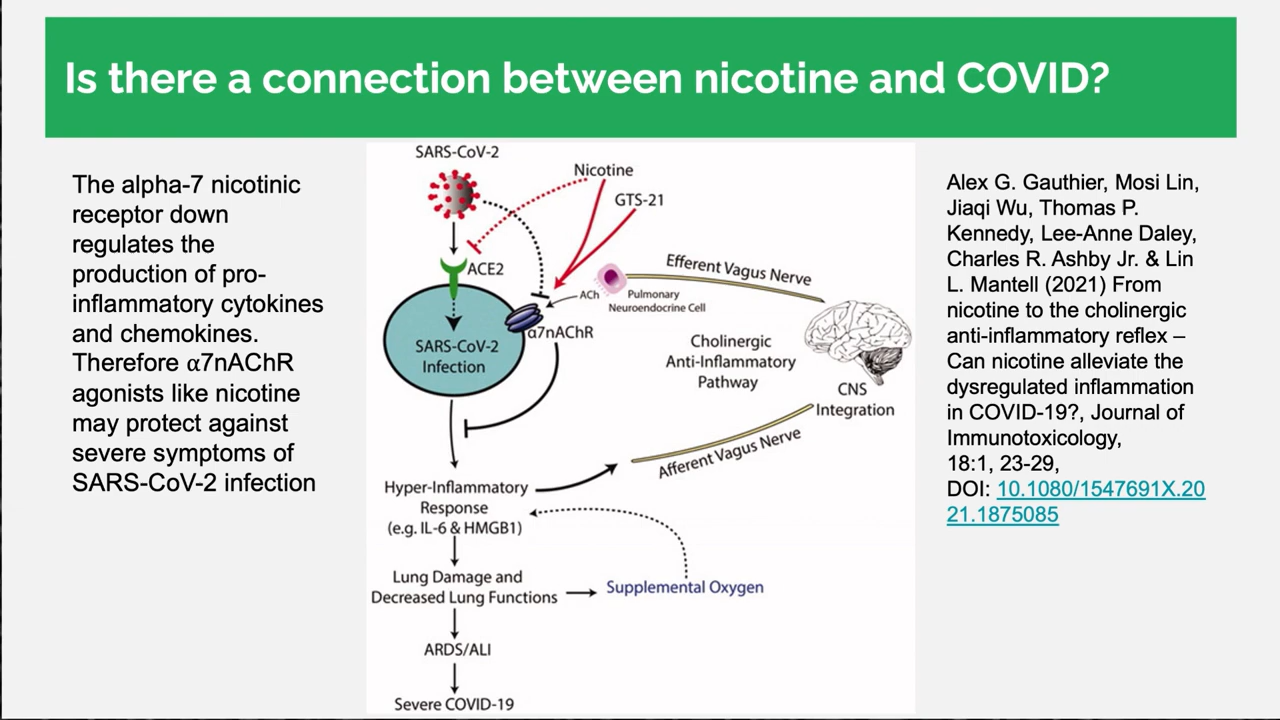 Is there a connection between nicotine and COVID?
The alpha-7 nicotinic
receptor down
regulates the
production of pro-
inflammatory cytokines
and chemokines.
Therefore α7nAChR
agonists like nicotine
may protect against
severe symptoms of
SARS-CoV-2 infection
SARS-CoV-2
Nicotine
GTS-21
ACE2
Efferent Vagus Nerve
ACh
Pulmonary
Neuroendocrine Cell
α7nAChR
SARS-CoV-2
Infection
Cholinergic
Anti-Inflammatory
Pathway
CNS
Integration
Afferent Vagus Nerve
Hyper-Inflammatory
Response
(e.g. IL-6 & HMGB1)
Lung Damage and
Decreased Lung Functions
Supplemental Oxygen
ARDS/ALI
Severe COVID-19
Alex G. Gauthier, Mosi Lin,
Jiaqi Wu, Thomas P.
Kennedy, Lee-Anne Daley,
Charles R. Ashby Jr. & Lin
L. Mantell (2021) From
nicotine to the cholinergic
anti-inflammatory reflex –
Can nicotine alleviate the
dysregulated inflammation
in COVID-19?, Journal of
Immunotoxicology,
18:1, 23-29,
DOI: 10.1080/1547691X.20
21.1875085